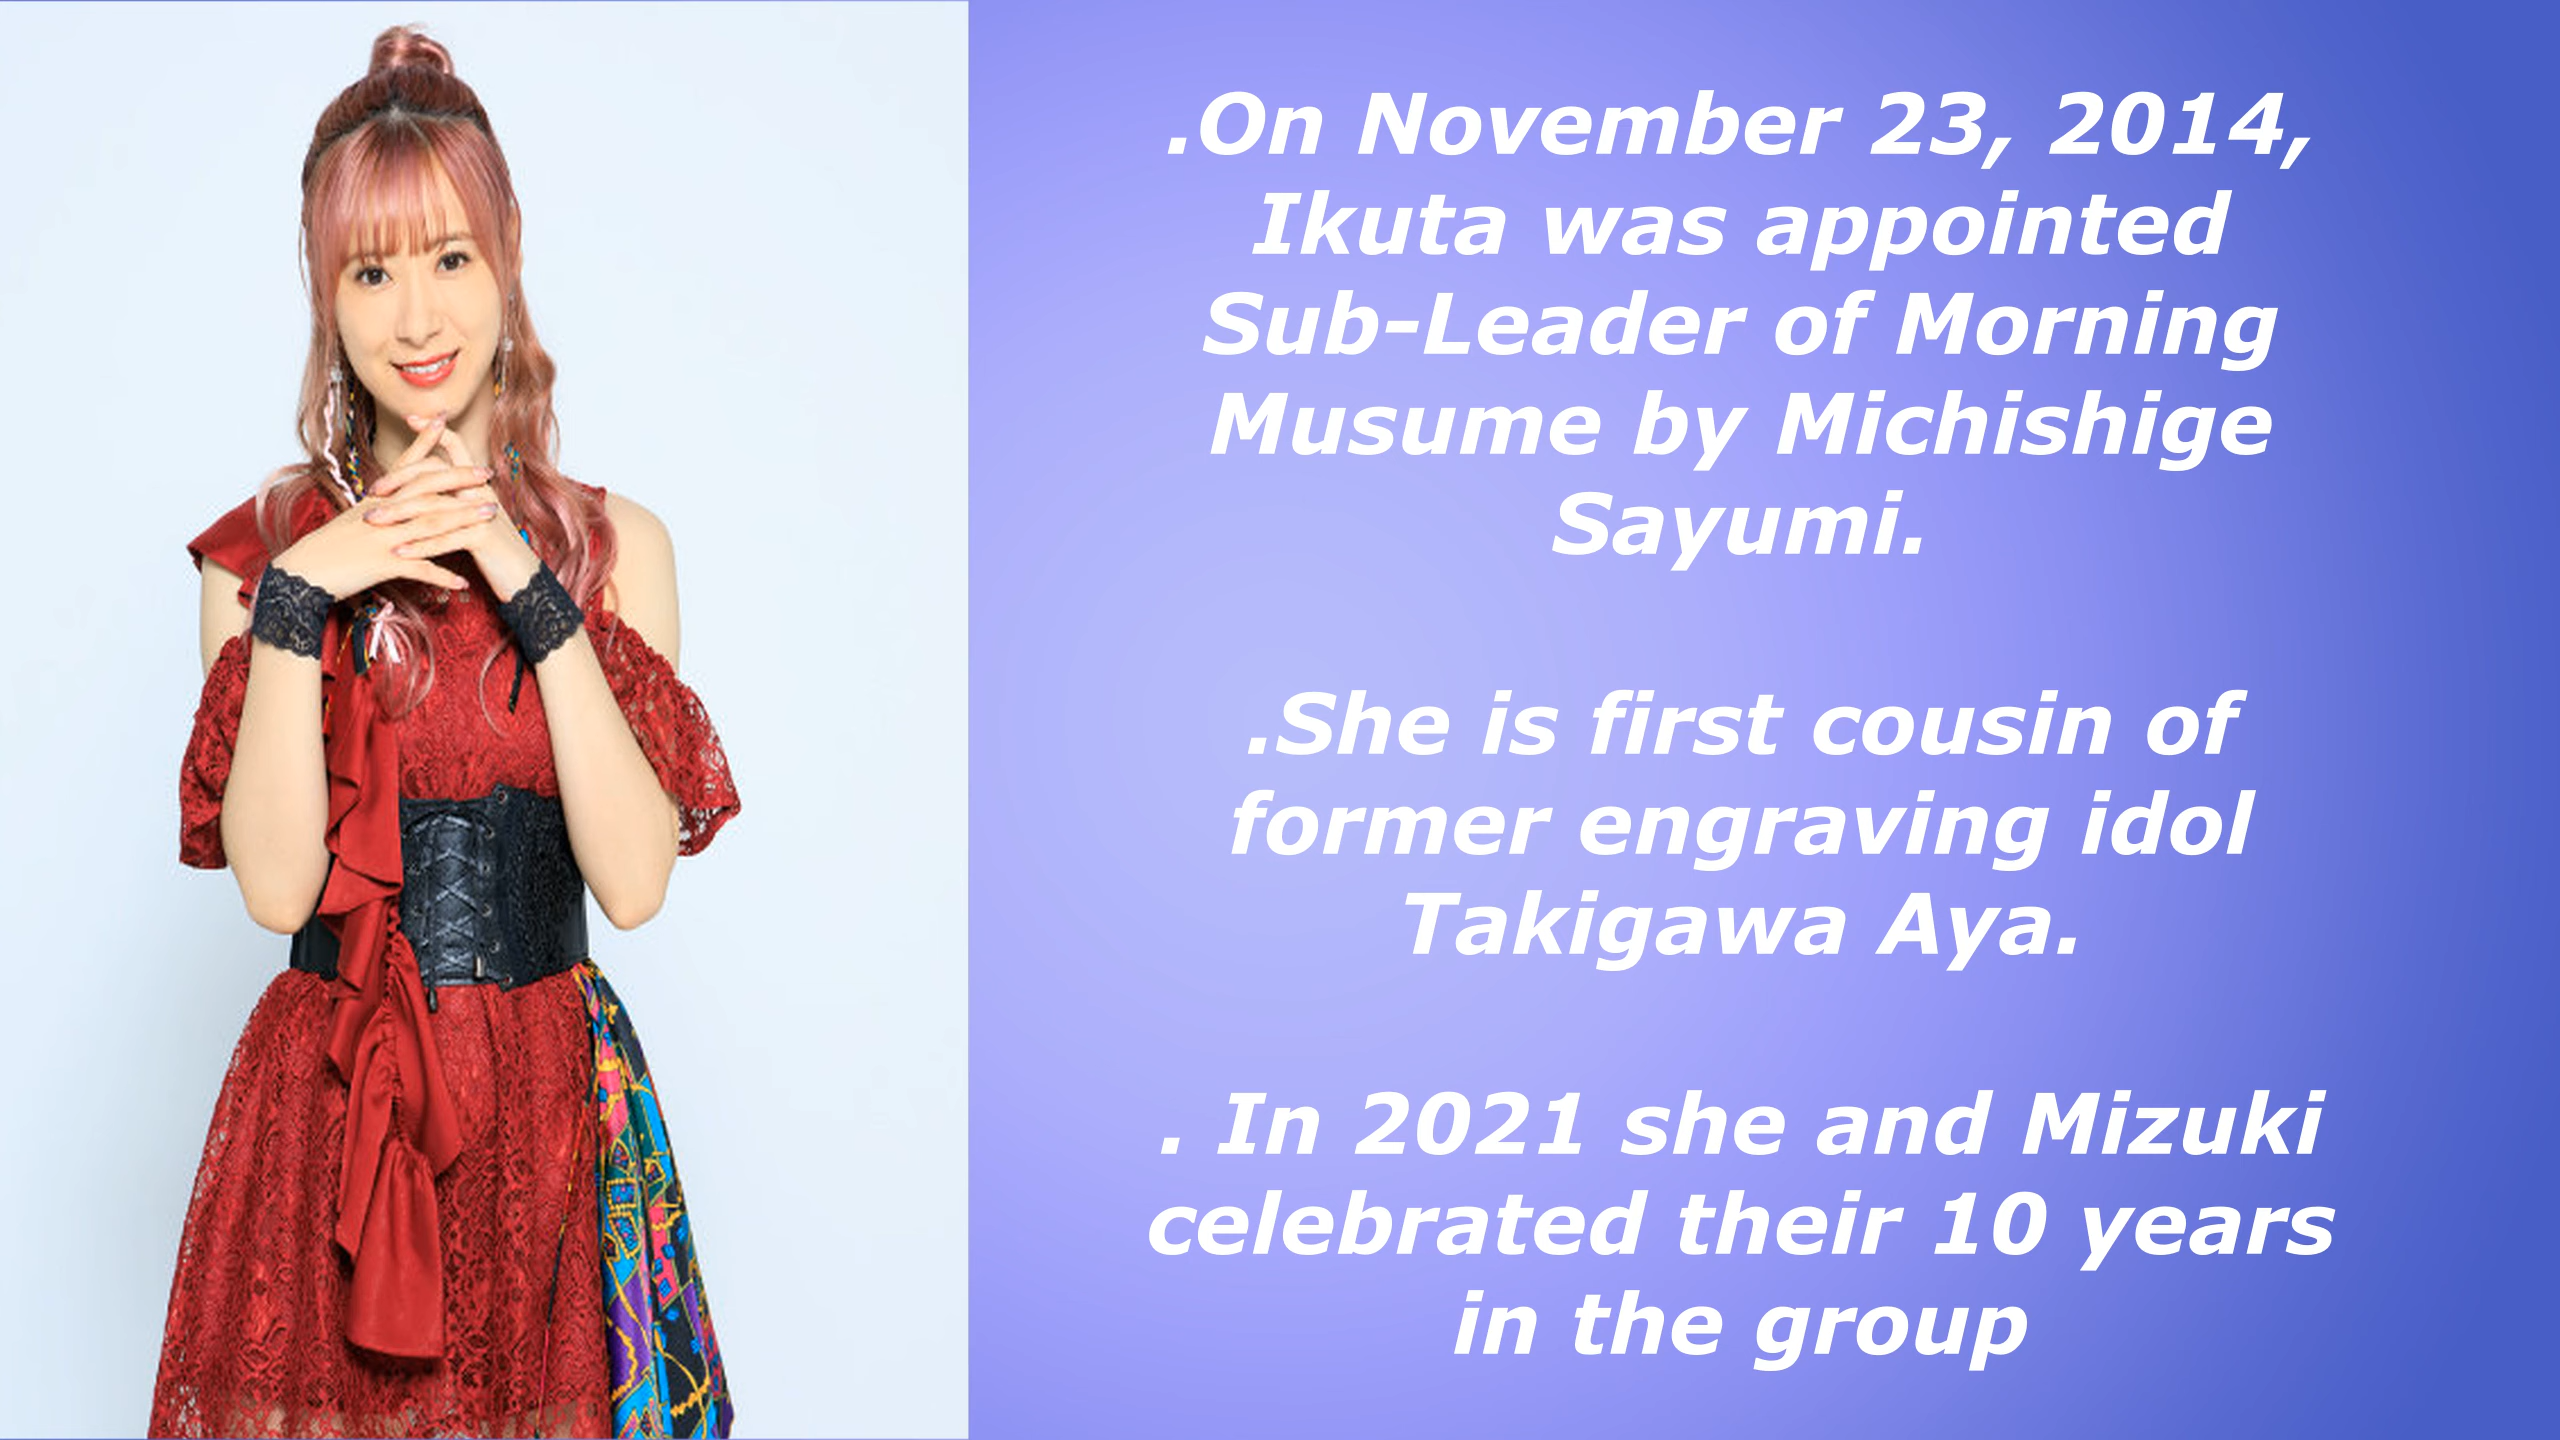 .On November 23, 2014,
Ikuta was appointed
Sub-Leader of Morning
Musume by Michishige
Sayumi.
.She is first cousin of
former engraving idol
Takigawa Aya.
. In 2021 she and Mizuki
celebrated their 10 years
in the group